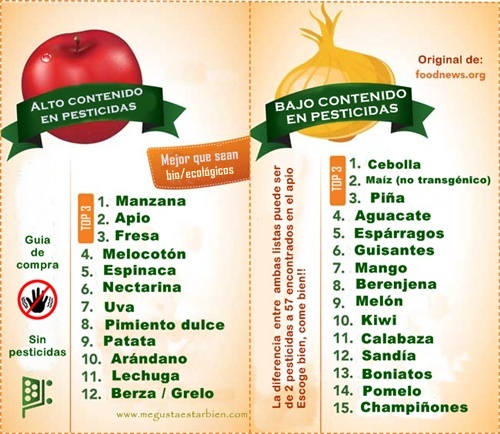 ALTO CONTENIDO
EN PESTICIDAS
Mejor que sean
bio/ecológicos
TOP 3
1. Manzana
2. Apio
3. Fresa
4. Melocotón
5. Espinaca
6. Nectarina
7. Uva
8. Pimiento dulce
9. Patata
10. Arándano
11. Lechuga
12. Berza / Grelo
Guia
de
compra
Sin
pesticidas
www.megustaestarbien.com
Original de:
foodnews.org
BAJO CONTENIDO
EN PESTICIDAS
La diferencia entre ambas listas puede ser
de 2 pesticidas a 57 encontrados en el apio
Escoge bien, come bien!!
TOP 3
1. Cebolla
2. Maíz (no transgénico)
3. Piña
4. Aguacate
5. Espárragos
6. Guisantes
7. Mango
8. Berenjena
9. Melón
10. Kiwi
11. Calabaza
12. Sandía
13. Boniatos
14. Pomelo
15. Champiñones